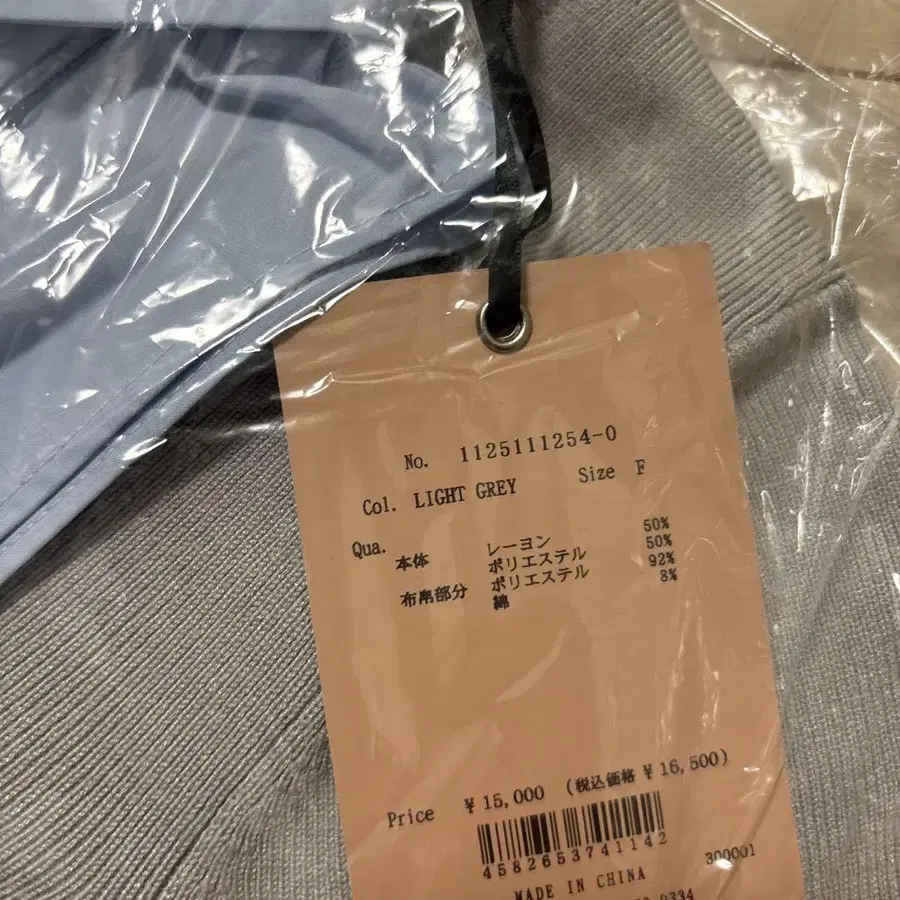 No. 1125111254-0
Col. LIGHT GREY Size F
Qua. 本体 レーヨン 50%
ポリエステル 50%
布帛部分 ポリエステル 92%
綿 8%
Price ¥15,000 (税込価格 ¥16,500)
4582653741142 300001
MADE IN CHINA